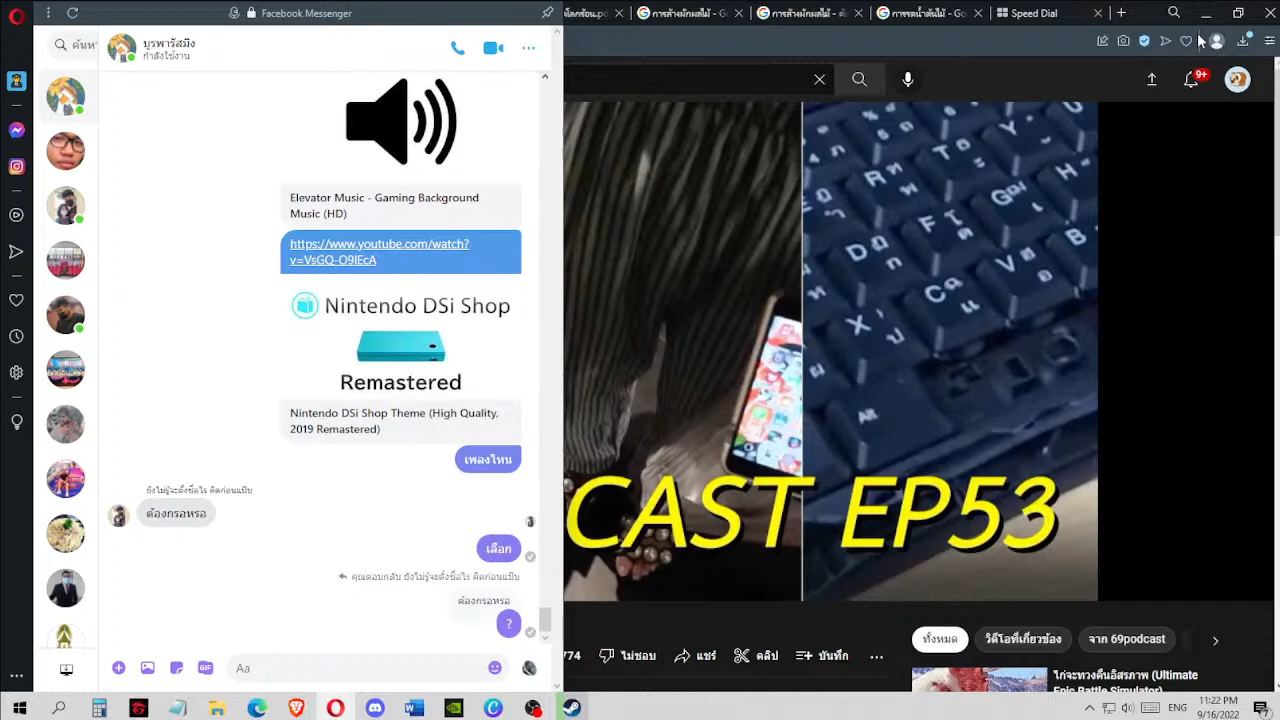 Facebook Messenger
ค้นหา
บูรพารัสมิง
กำลังใช้งาน
Elevator Music - Gaming Background
Music (HD)
https://www.youtube.com/watch?
v=VsGQ-O9IEcA
Nintendo DSi Shop
Remastered
Nintendo DSi Shop Theme (High Quality,
2019 Remastered)
เพลงไหน
ยังไม่รู้จะตั้งชื่อไร คิดก่อนแป๊บ
ต้องกรอหรอ
เลือก
คุณตอบกลับ ยังไม่รู้จะตั้งชื่อไร คิดก่อนแป๊บ
ต้องกรอหรอ
?
GIF
Aa
Speed Dial
9+
CAST EP53
ทั้งหมด
วิดีโอที่เกี่ยวข้อง
จาก 69podcast
774
ไม่ชอบ
แชร์
คลิป
บันทึก
Tropical Fish
ENG
11:22 PM
9/16/2022